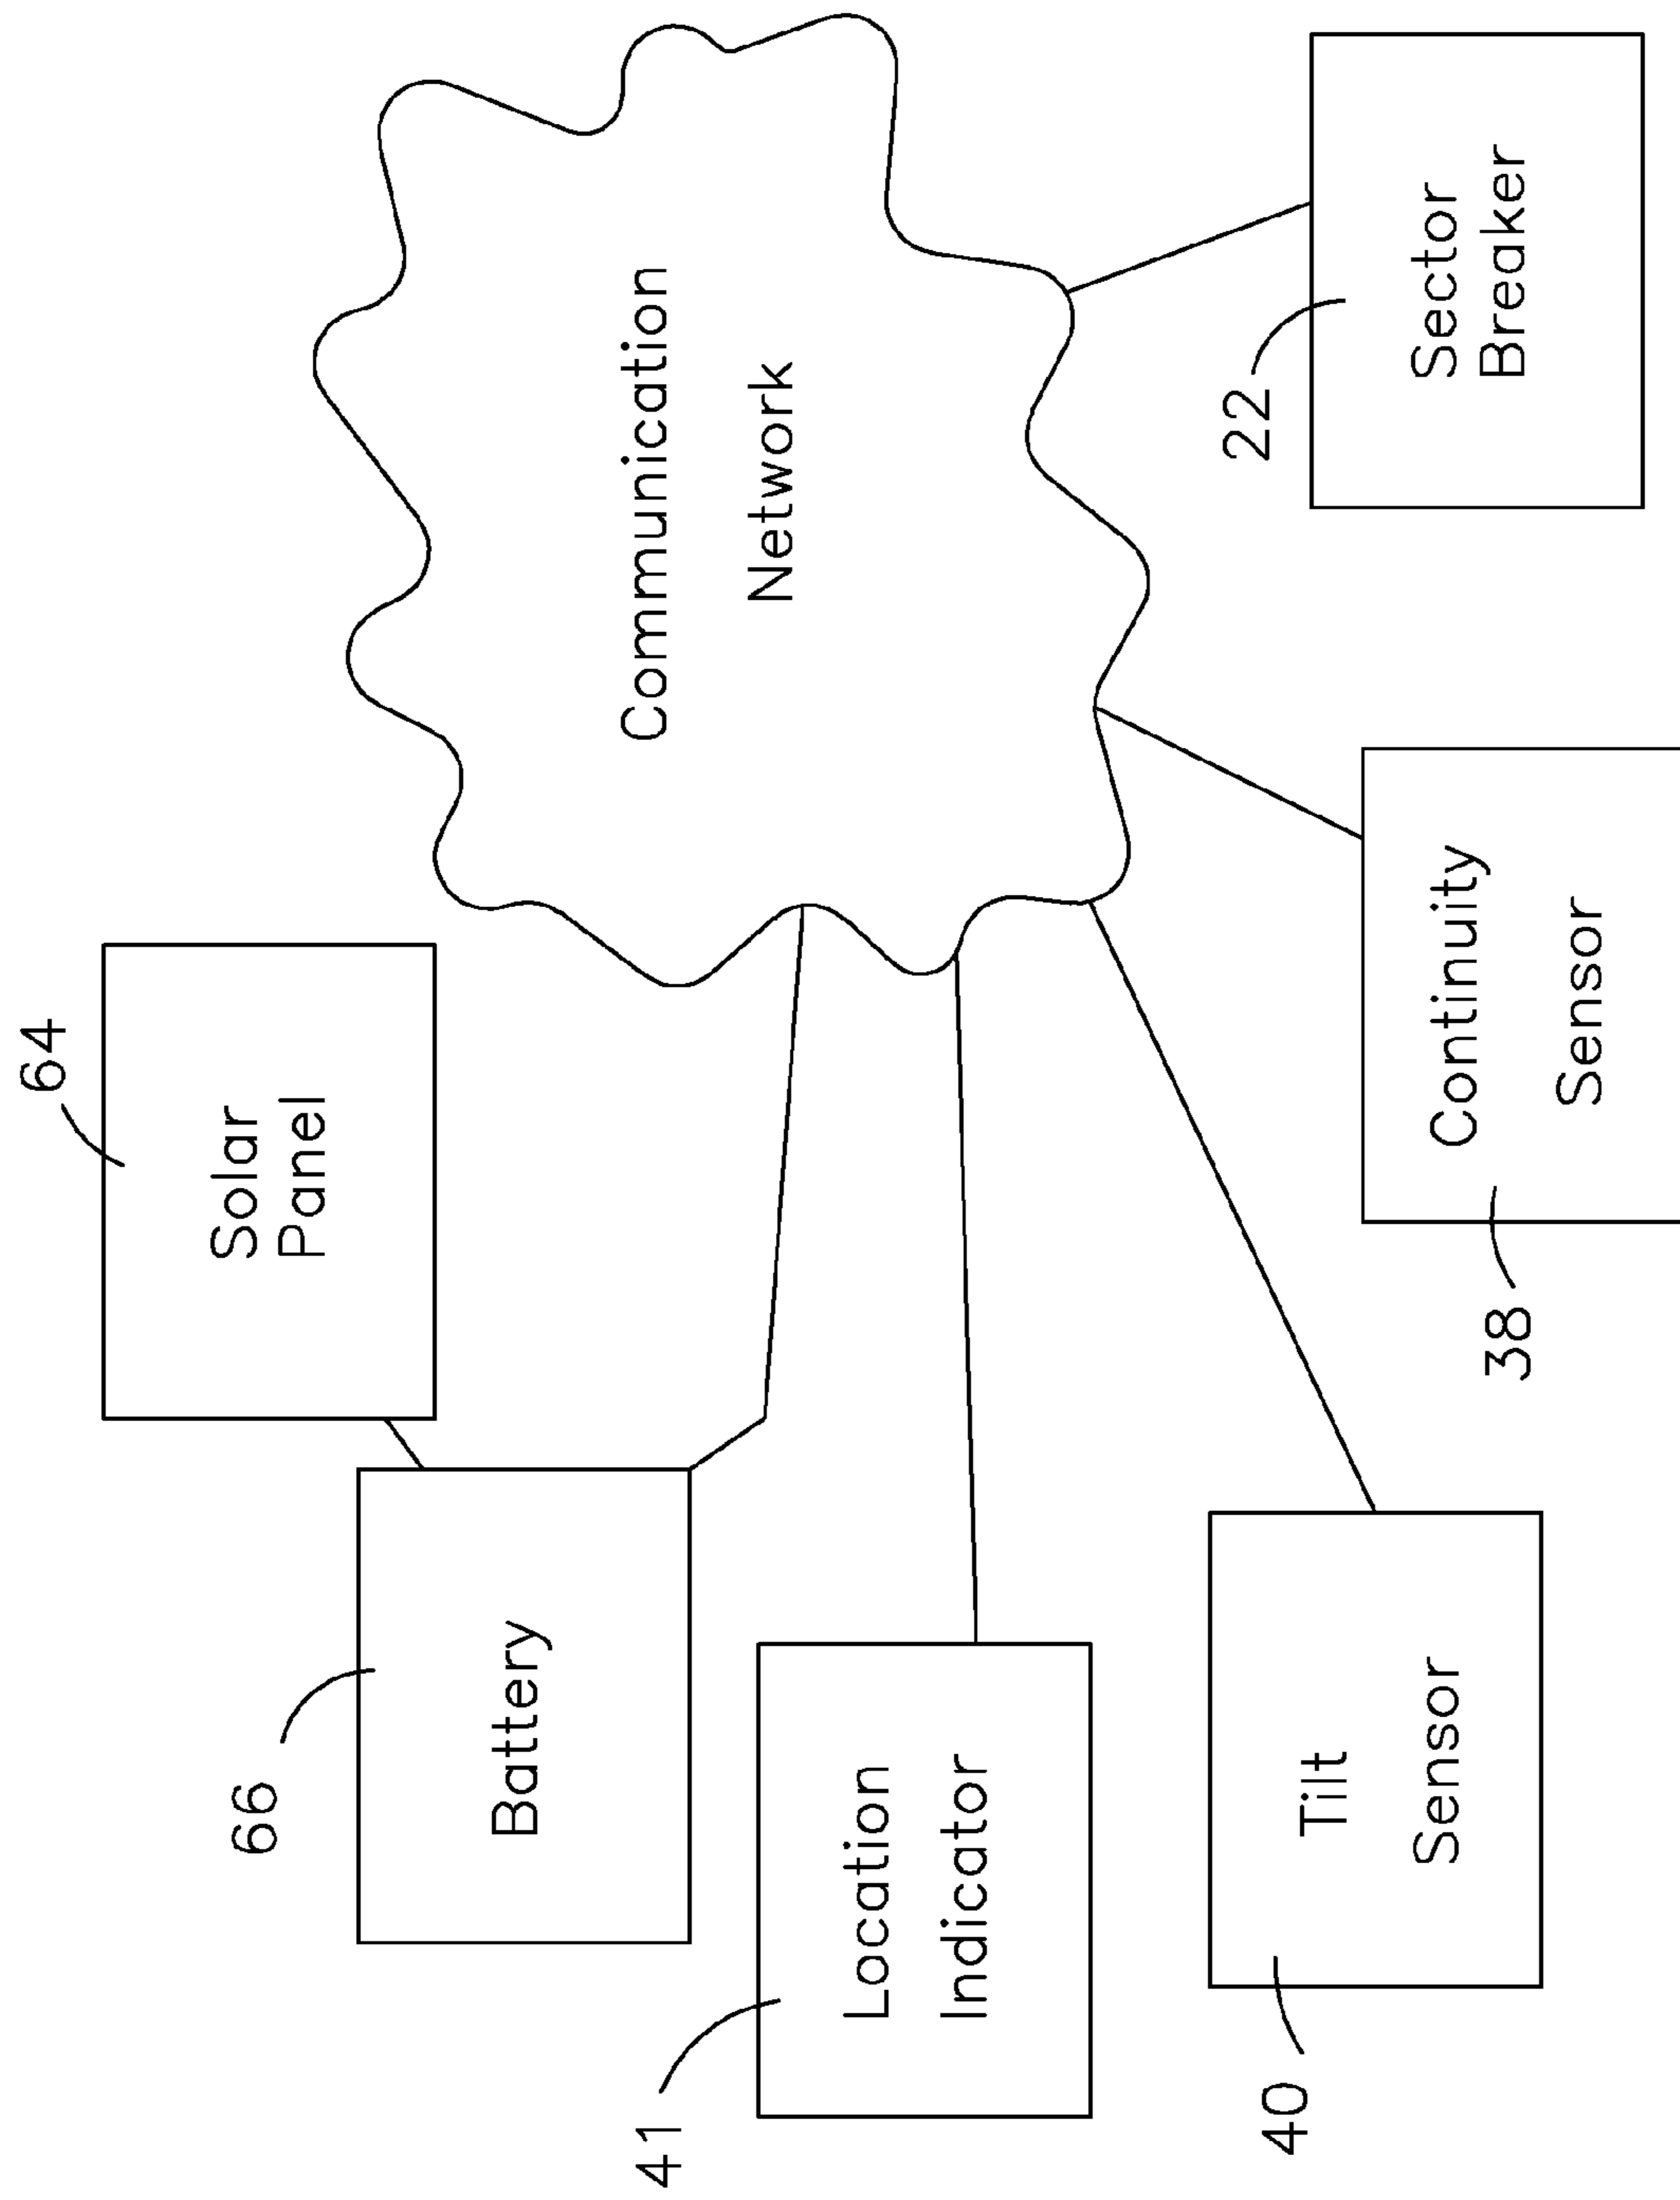 64
Solar
Panel
66
Battery
Communication
Network
41
Location
Indicator
22
Sector
Breaker
40
Tilt
Sensor
38
Continuity
Sensor